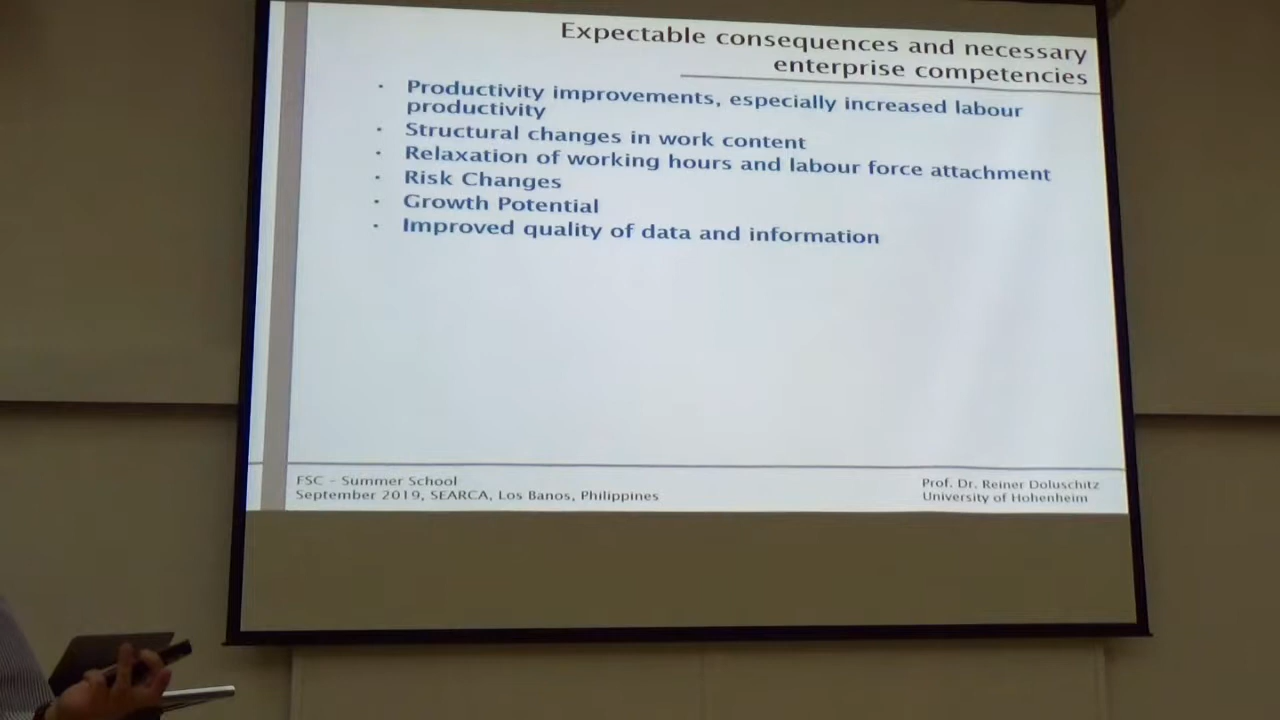 Expectable consequences and necessary
enterprise competencies
· Productivity improvements, especially increased labour
productivity
· Structural changes in work content
· Relaxation of working hours and labour force attachment
· Risk Changes
· Growth Potential
· Improved quality of data and information
FSC – Summer School
September 2019, SEARCA, Los Banos, Philippines
Prof. Dr. Reiner Doluschitz
University of Hohenheim